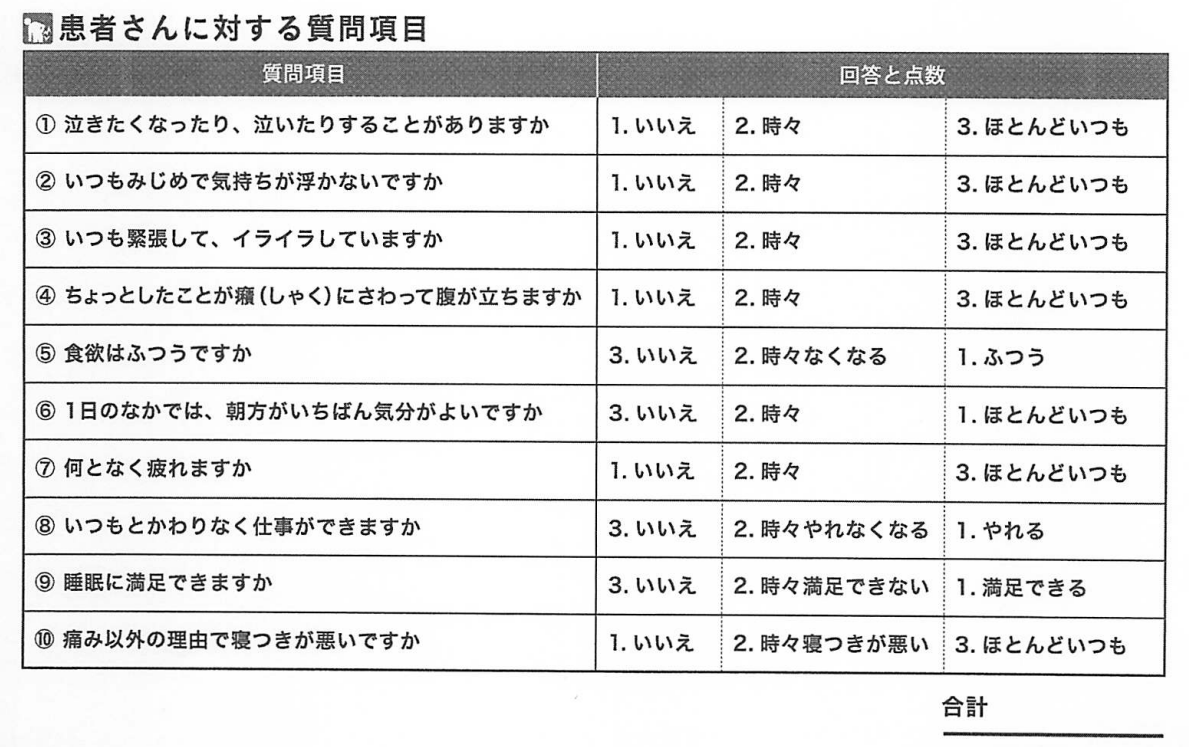 患者さんに対する質問項目
質問項目 回答と点数
① 泣きたくなったり、泣いたりすることがありますか 1. いいえ 2. 時々 3. ほとんどいつも
② いつもみじめで気持ちが浮かないですか 1. いいえ 2. 時々 3. ほとんどいつも
③ いつも緊張して、イライラしていますか 1. いいえ 2. 時々 3. ほとんどいつも
④ ちょっとしたことが癪(しゃく)にさわって腹が立ちますか 1. いいえ 2. 時々 3. ほとんどいつも
⑤ 食欲はふつうですか 3. いいえ 2. 時々なくなる 1. ふつう
⑥ 1日のなかでは、朝方がいちばん気分がよいですか 3. いいえ 2. 時々 1. ほとんどいつも
⑦ 何となく疲れますか 1. いいえ 2. 時々 3. ほとんどいつも
⑧ いつもとかわりなく仕事ができますか 3. いいえ 2. 時々やれなくなる 1. やれる
⑨ 睡眠に満足できますか 3. いいえ 2. 時々満足できない 1. 満足できる
⑩ 痛み以外の理由で寝つきが悪いですか 1. いいえ 2. 時々寝つきが悪い 3. ほとんどいつも
合計